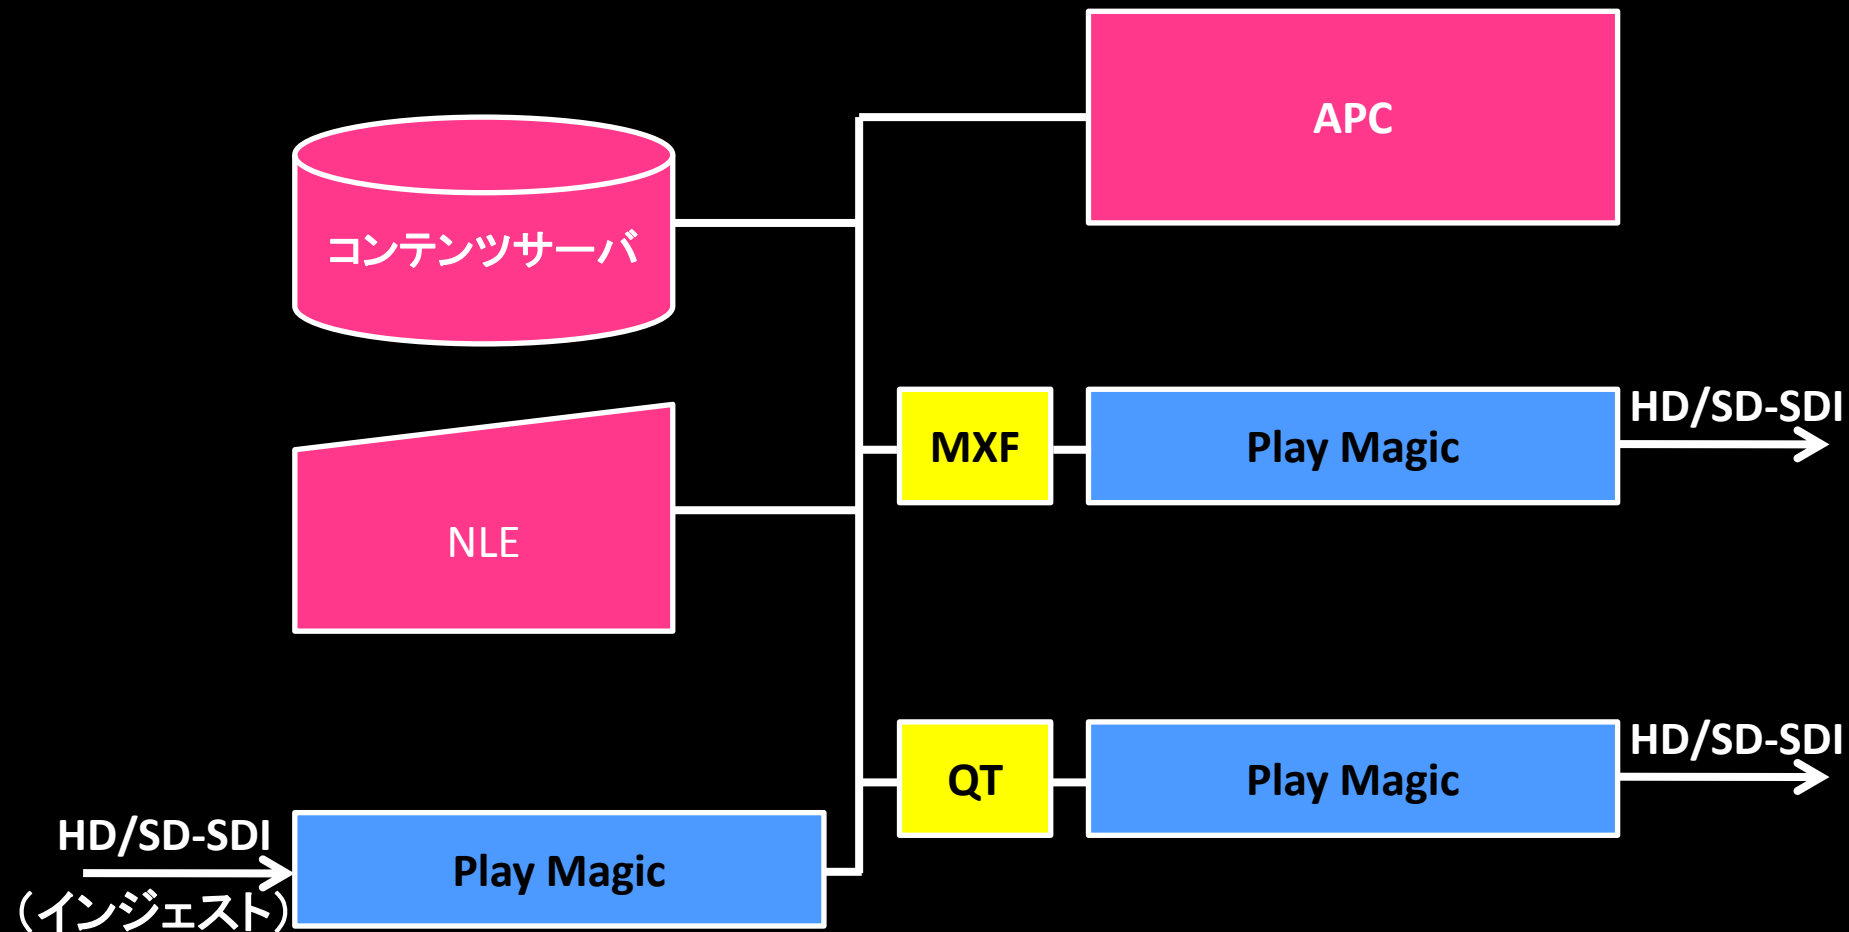 APC
コンテンツサーバ
HD/SD-SDI
MXF
Play Magic
NLE
HD/SD-SDI
QT
Play Magic
HD/SD-SDI
Play Magic
（インジェスト）